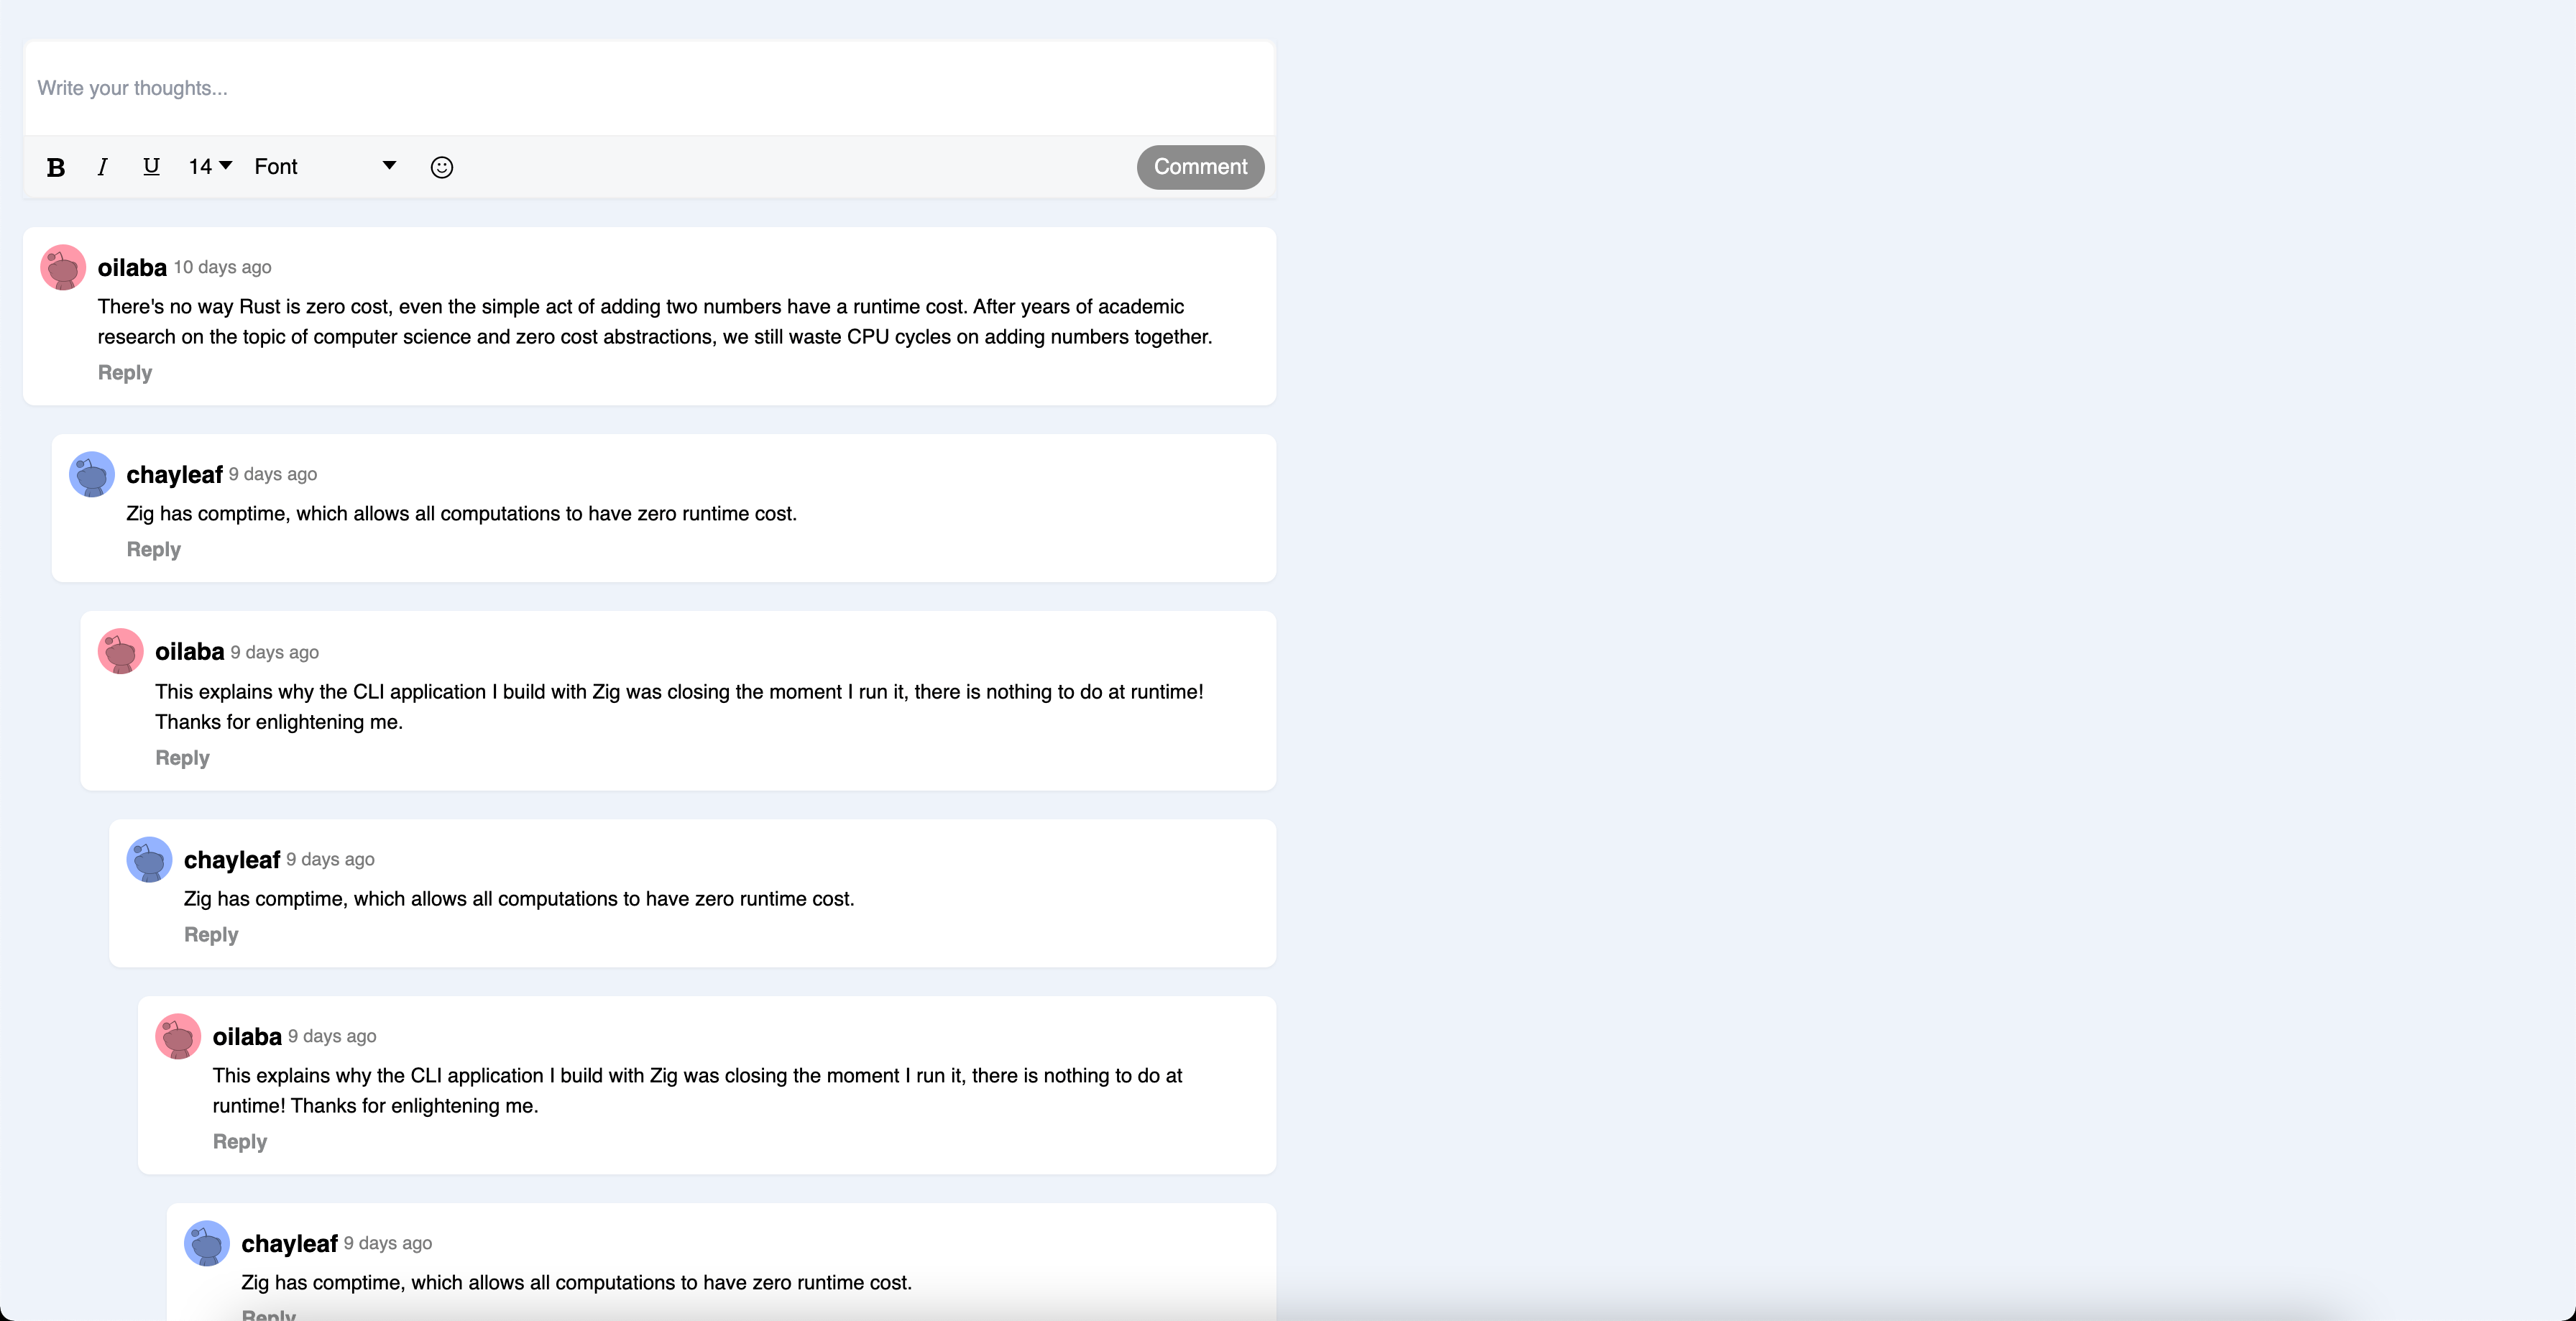 Write your thoughts...
B I U 14 Font Comment
oilaba 10 days ago
There's no way Rust is zero cost, even the simple act of adding two numbers have a runtime cost. After years of academic
research on the topic of computer science and zero cost abstractions, we still waste CPU cycles on adding numbers together.
Reply
chayleaf 9 days ago
Zig has comptime, which allows all computations to have zero runtime cost.
Reply
oilaba 9 days ago
This explains why the CLI application I build with Zig was closing the moment I run it, there is nothing to do at runtime!
Thanks for enlightening me.
Reply
chayleaf 9 days ago
Zig has comptime, which allows all computations to have zero runtime cost.
Reply
oilaba 9 days ago
This explains why the CLI application I build with Zig was closing the moment I run it, there is nothing to do at
runtime! Thanks for enlightening me.
Reply
chayleaf 9 days ago
Zig has comptime, which allows all computations to have zero runtime cost.
Reply